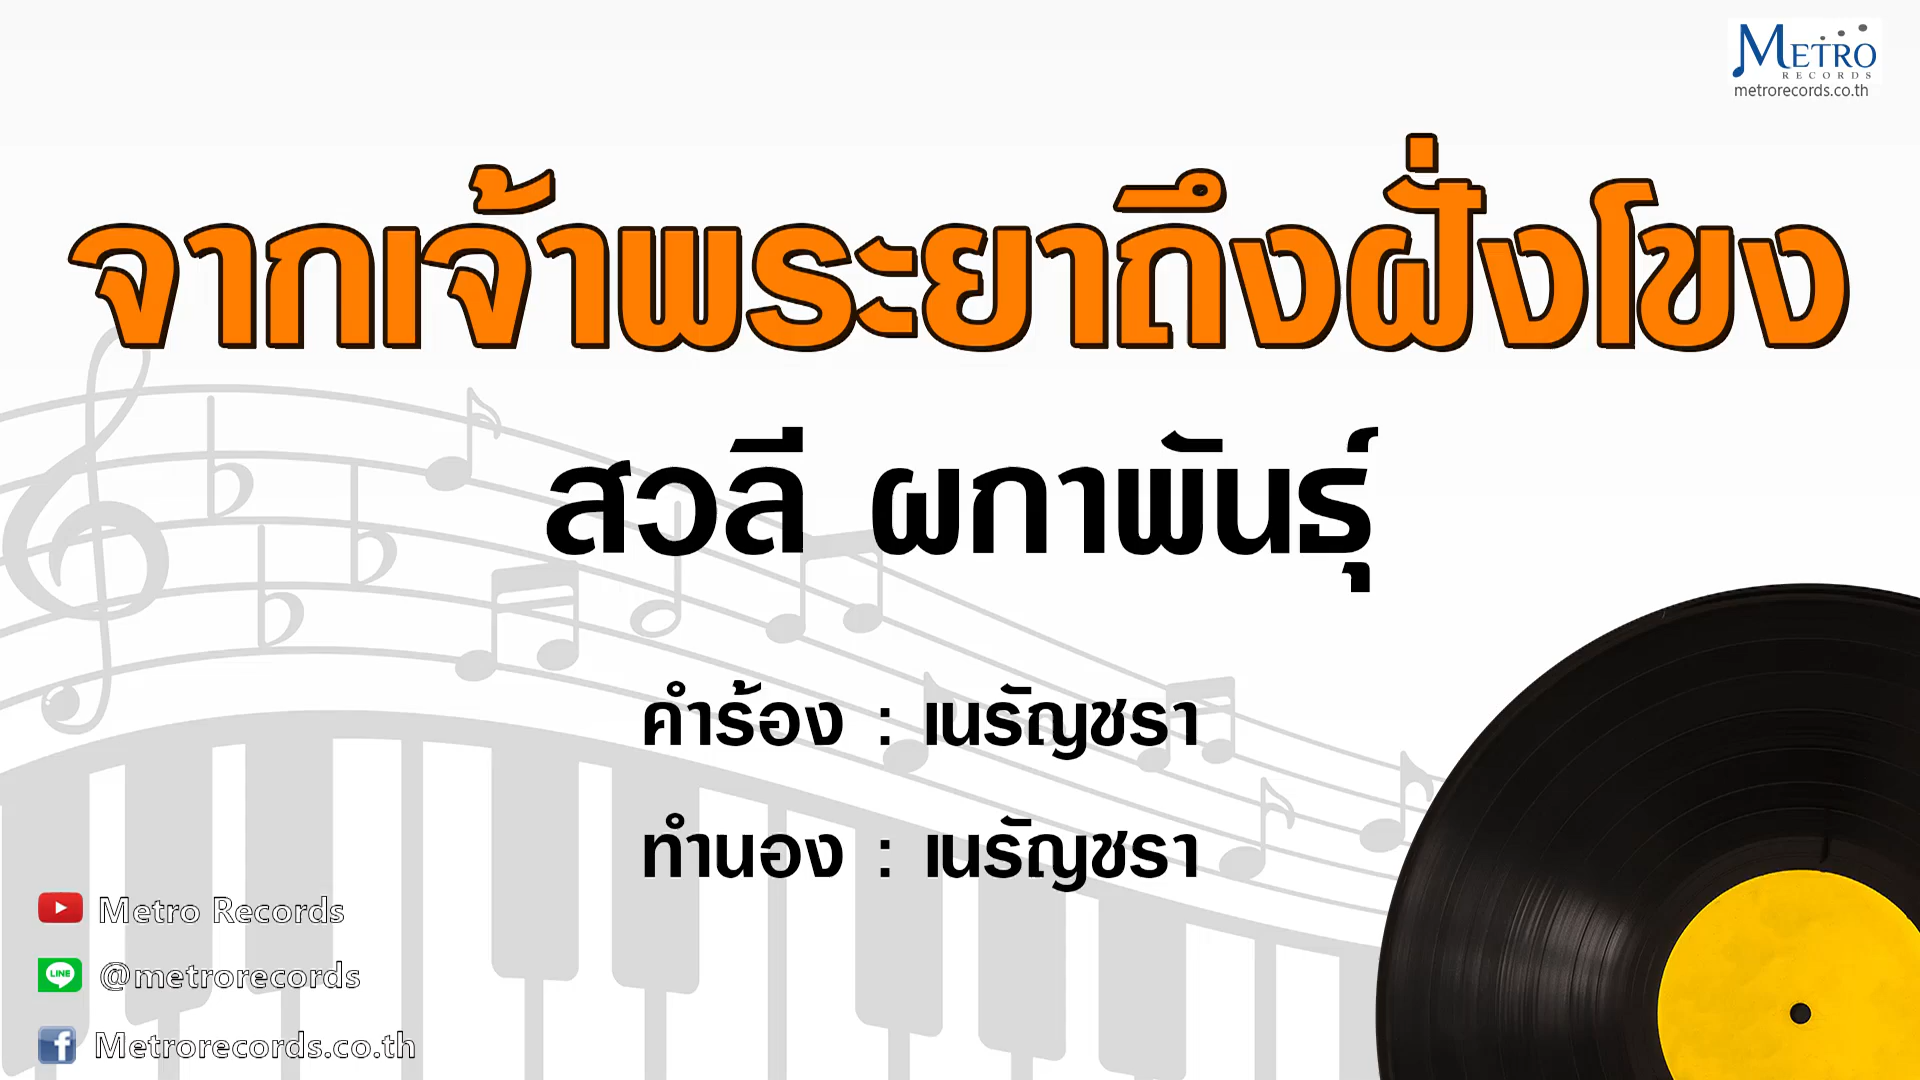 METRO
RECORDS
metrorecords.co.th
จากเจ้าพระยาถึงฝั่งโขง
สวลี ผกาพันธุ์
คำร้อง : เนรัญชรา
ทำนอง : เนรัญชรา
Metro Records
LINE @metrorecords
f Metrorecords.co.th